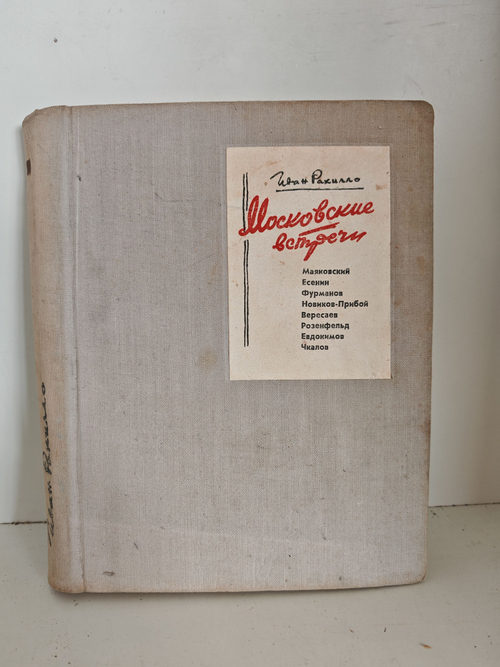 Иван Рахилло
Московские
встречи
Маяковский
Есенин
Фурманов
Новиков-Прибой
Вересаев
Розенфельд
Евдокимов
Чкалов
Иван Рахилло